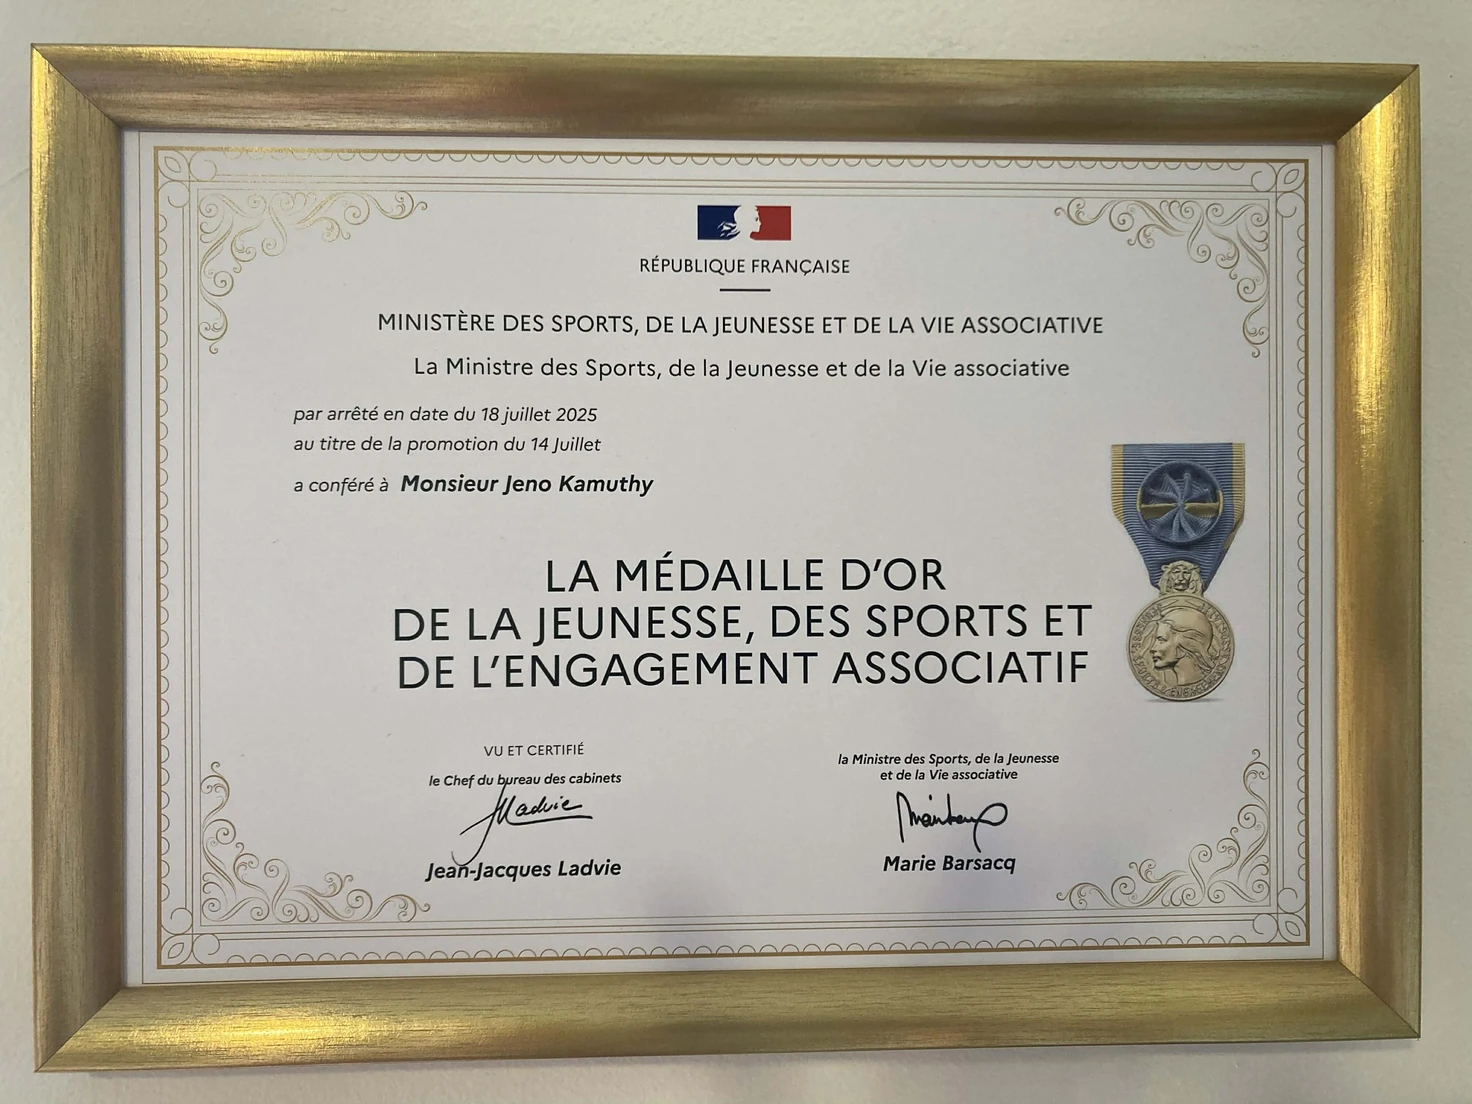 RÉPUBLIQUE FRANÇAISE
MINISTÈRE DES SPORTS, DE LA JEUNESSE ET DE LA VIE ASSOCIATIVE
La Ministre des Sports, de la Jeunesse et de la Vie associative
par arrêté en date du 18 juillet 2025
au titre de la promotion du 14 Juillet
a conféré à Monsieur Jeno Kamuthy
LA MÉDAILLE D'OR
DE LA JEUNESSE, DES SPORTS ET
DE L'ENGAGEMENT ASSOCIATIF
VU ET CERTIFIÉ
le Chef du bureau des cabinets
Jean-Jacques Ladvie
la Ministre des Sports, de la Jeunesse
et de la Vie associative
Marie Barsacq